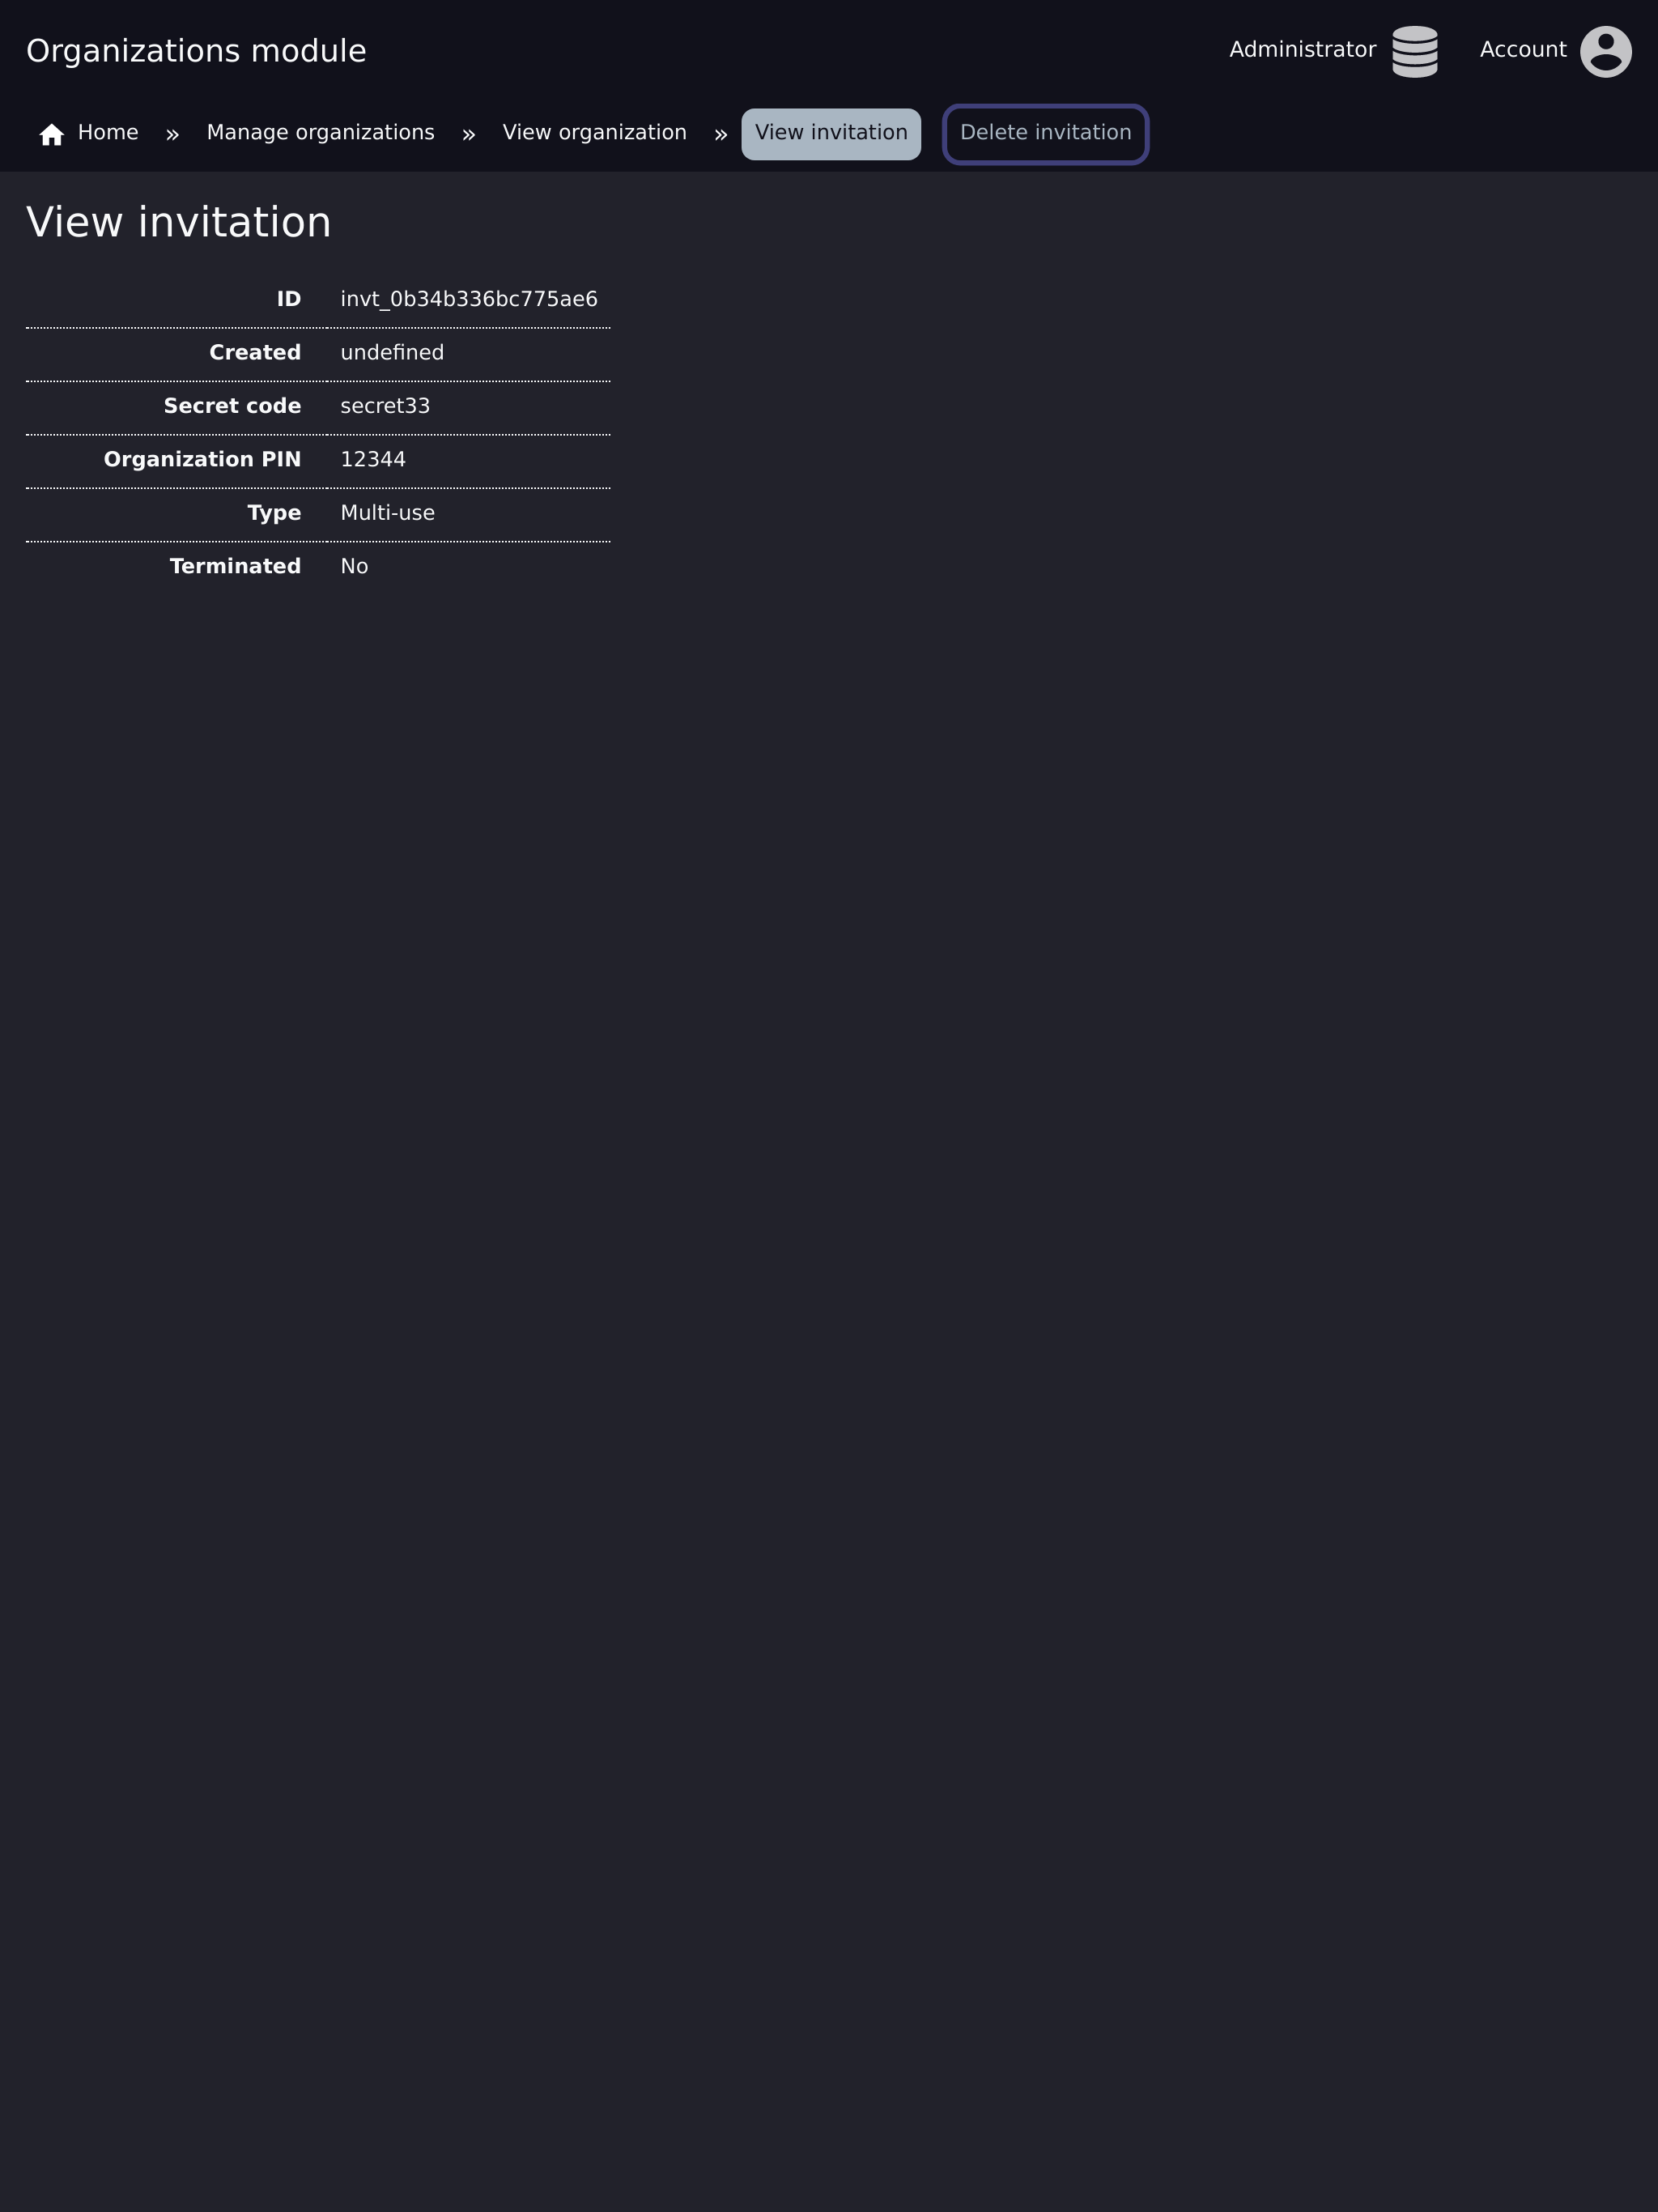 Organizations module
Administrator
Account
Home » Manage organizations » View organization » View invitation Delete invitation
View invitation
ID invt_0b34b336bc775ae6
Created undefined
Secret code secret33
Organization PIN 12344
Type Multi-use
Terminated No